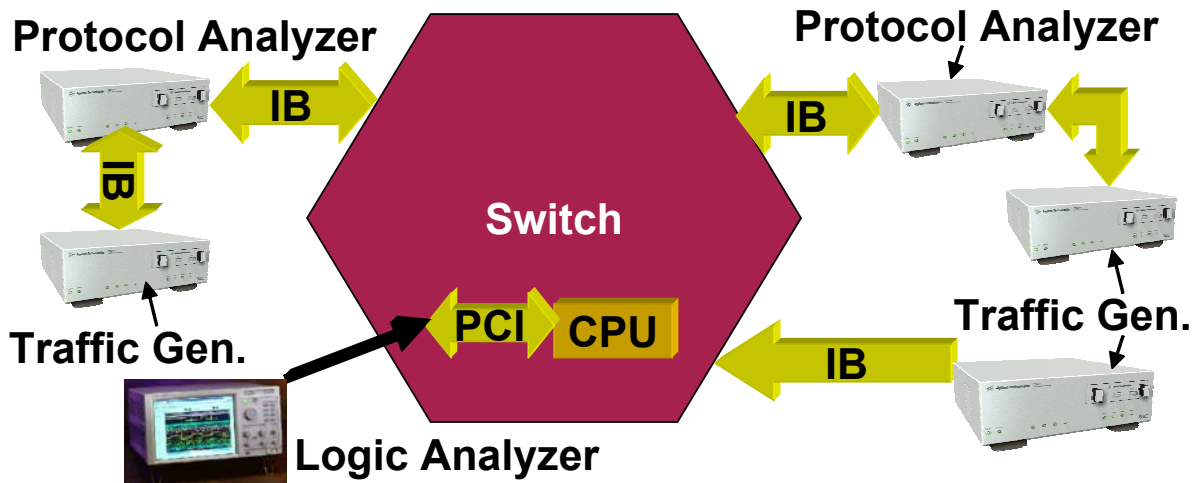 Protocol Analyzer
Protocol Analyzer
IB
IB
IB
Switch
PCI
CPU
Traffic Gen.
Traffic Gen.
IB
Logic Analyzer